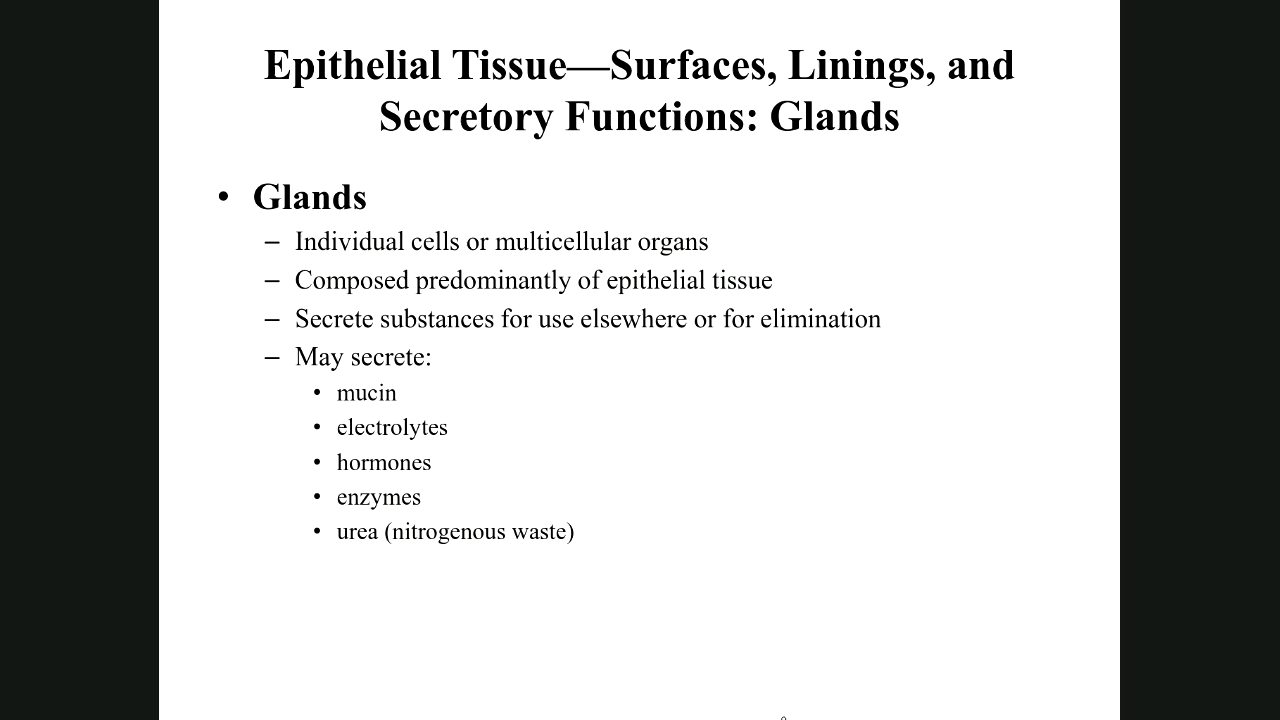 Epithelial Tissue—Surfaces, Linings, and
Secretory Functions: Glands
• Glands
– Individual cells or multicellular organs
– Composed predominantly of epithelial tissue
– Secrete substances for use elsewhere or for elimination
– May secrete:
• mucin
• electrolytes
• hormones
• enzymes
• urea (nitrogenous waste)